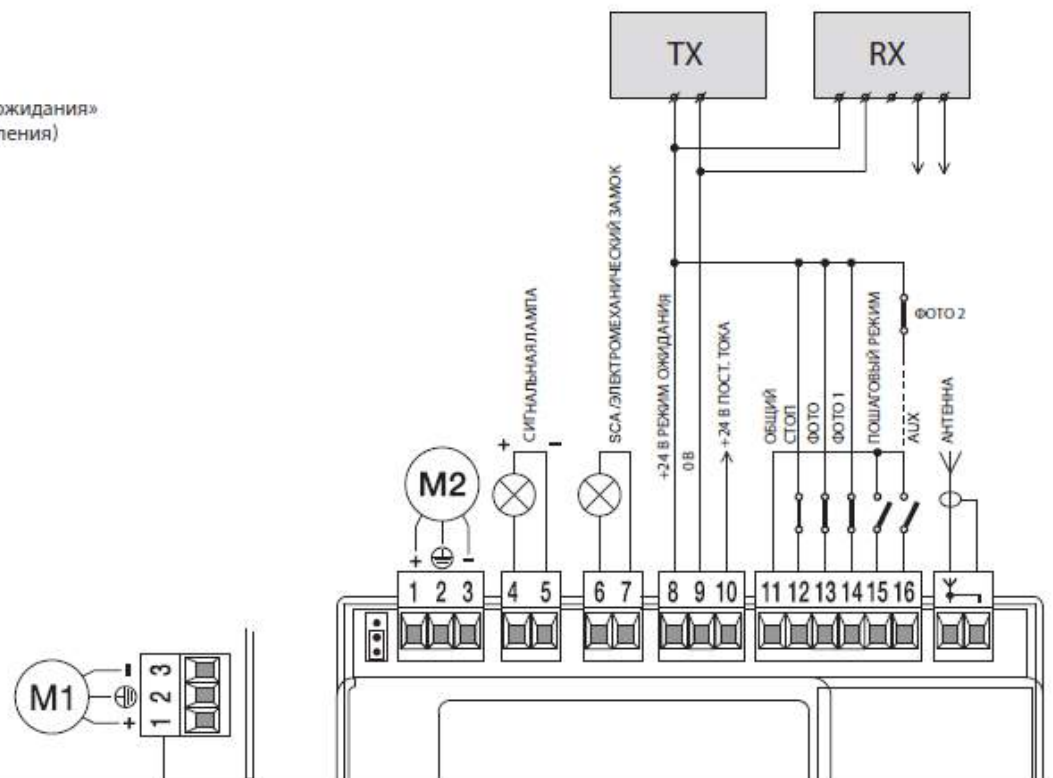 TX
RX
ожидания»
ления)
СИГНАЛЬНАЯ ЛАМПА
SCA /ЭЛЕКТРОМЕХАНИЧЕСКИЙ ЗАМОК
+24 В РЕЖИМ ОЖИДАНИЯ
0 В
+24 В ПОСТ. ТОКА
ОБЩИЙ
СТОП
ФОТО
ФОТО 1
ПОШАГОВЫЙ РЕЖИМ
ФОТО 2
AUX
АНТЕННА
+ –
M2
+ –
1 2 3 4 5 6 7 8 9 10 11 12 13 14 15 16
M1
– +
1 2 3